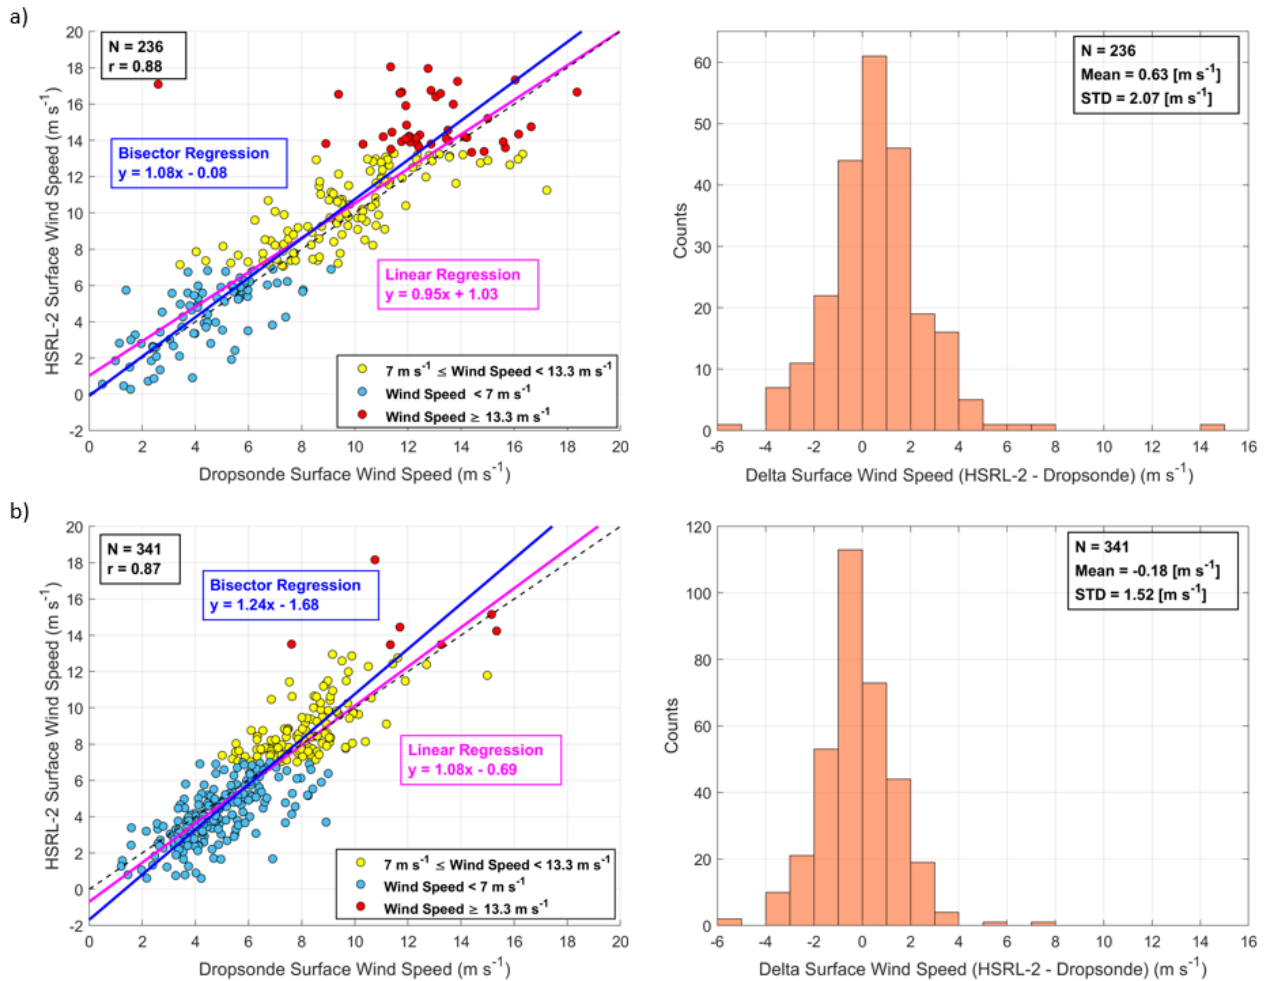 a)
N = 236
r = 0.88
Bisector Regression
y = 1.08x - 0.08
Linear Regression
y = 0.95x + 1.03
7 m s⁻¹ ≤ Wind Speed < 13.3 m s⁻¹
Wind Speed < 7 m s⁻¹
Wind Speed ≥ 13.3 m s⁻¹
HSRL-2 Surface Wind Speed (m s⁻¹)
20
18
16
14
12
10
8
6
4
2
0
-2
0 2 4 6 8 10 12 14 16 18 20
Dropsonde Surface Wind Speed (m s⁻¹)
N = 236
Mean = 0.63 [m s⁻¹]
STD = 2.07 [m s⁻¹]
Counts
60
50
40
30
20
10
0
-6 -4 -2 0 2 4 6 8 10 12 14 16
Delta Surface Wind Speed (HSRL-2 - Dropsonde) (m s⁻¹)
b)
N = 341
r = 0.87
Bisector Regression
y = 1.24x - 1.68
Linear Regression
y = 1.08x - 0.69
7 m s⁻¹ ≤ Wind Speed < 13.3 m s⁻¹
Wind Speed < 7 m s⁻¹
Wind Speed ≥ 13.3 m s⁻¹
HSRL-2 Surface Wind Speed (m s⁻¹)
20
18
16
14
12
10
8
6
4
2
0
-2
0 2 4 6 8 10 12 14 16 18 20
Dropsonde Surface Wind Speed (m s⁻¹)
N = 341
Mean = -0.18 [m s⁻¹]
STD = 1.52 [m s⁻¹]
Counts
120
100
80
60
40
20
0
-6 -4 -2 0 2 4 6 8 10 12 14 16
Delta Surface Wind Speed (HSRL-2 - Dropsonde) (m s⁻¹)